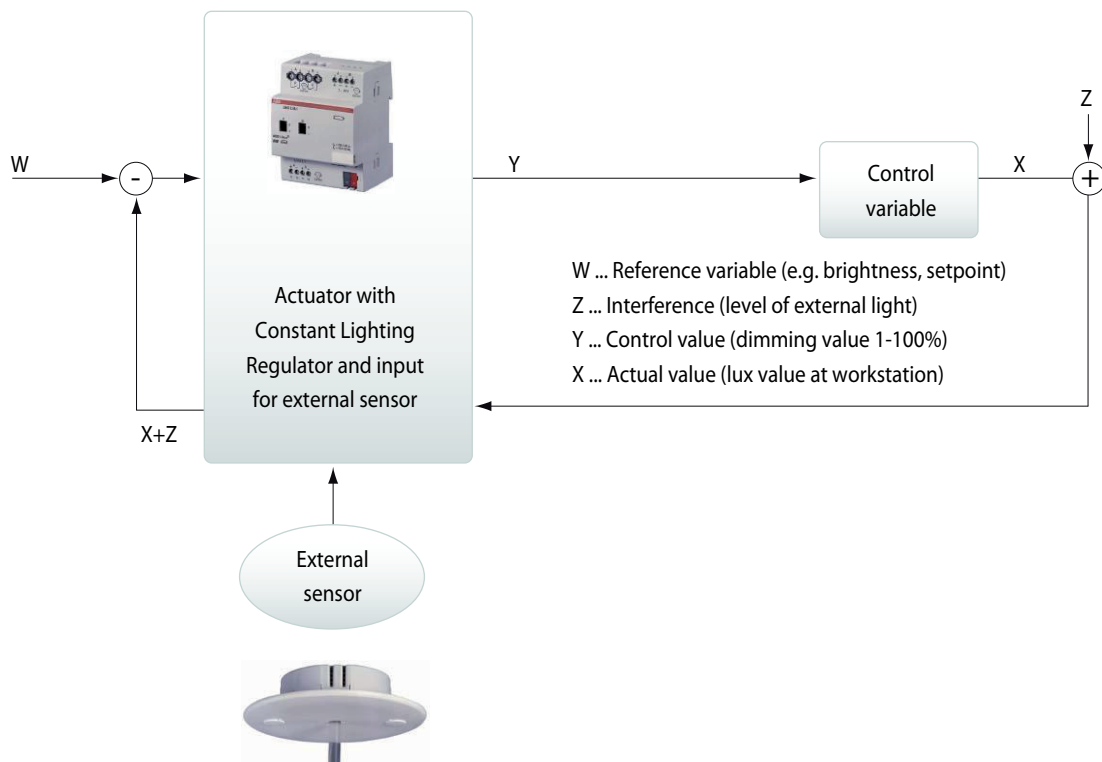 Z
W
-
Y
Control
variable
X
+
W ... Reference variable (e.g. brightness, setpoint)
Z ... Interference (level of external light)
Y ... Control value (dimming value 1-100%)
X ... Actual value (lux value at workstation)
Actuator with
Constant Lighting
Regulator and input
for external sensor
X+Z
External
sensor